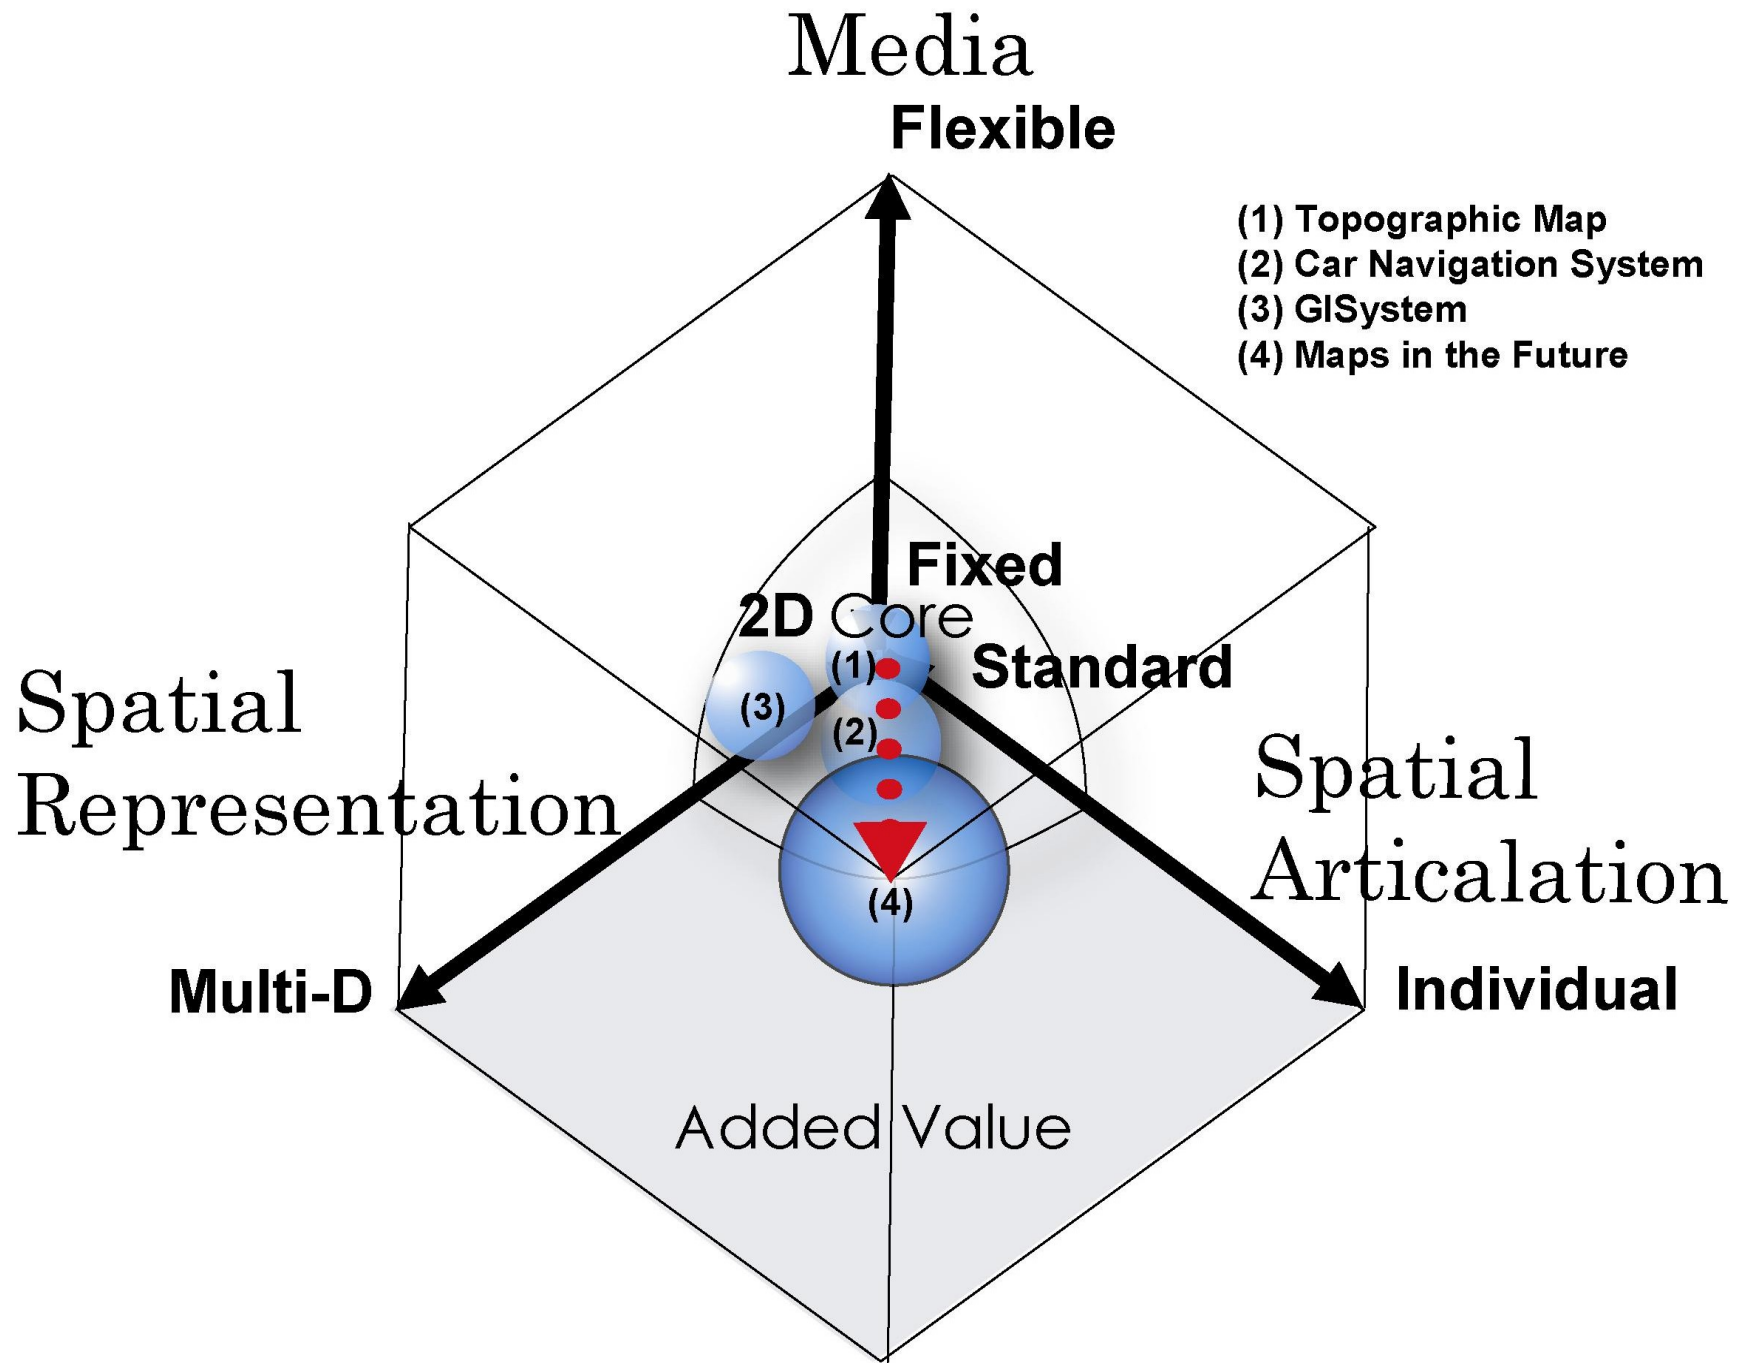 Media
Flexible
(1) Topographic Map
(2) Car Navigation System
(3) GISystem
(4) Maps in the Future
Fixed
2D Core
Standard
(1)
(3)
(2)
Spatial
Representation
Spatial
Articalation
(4)
Multi-D
Individual
Added Value